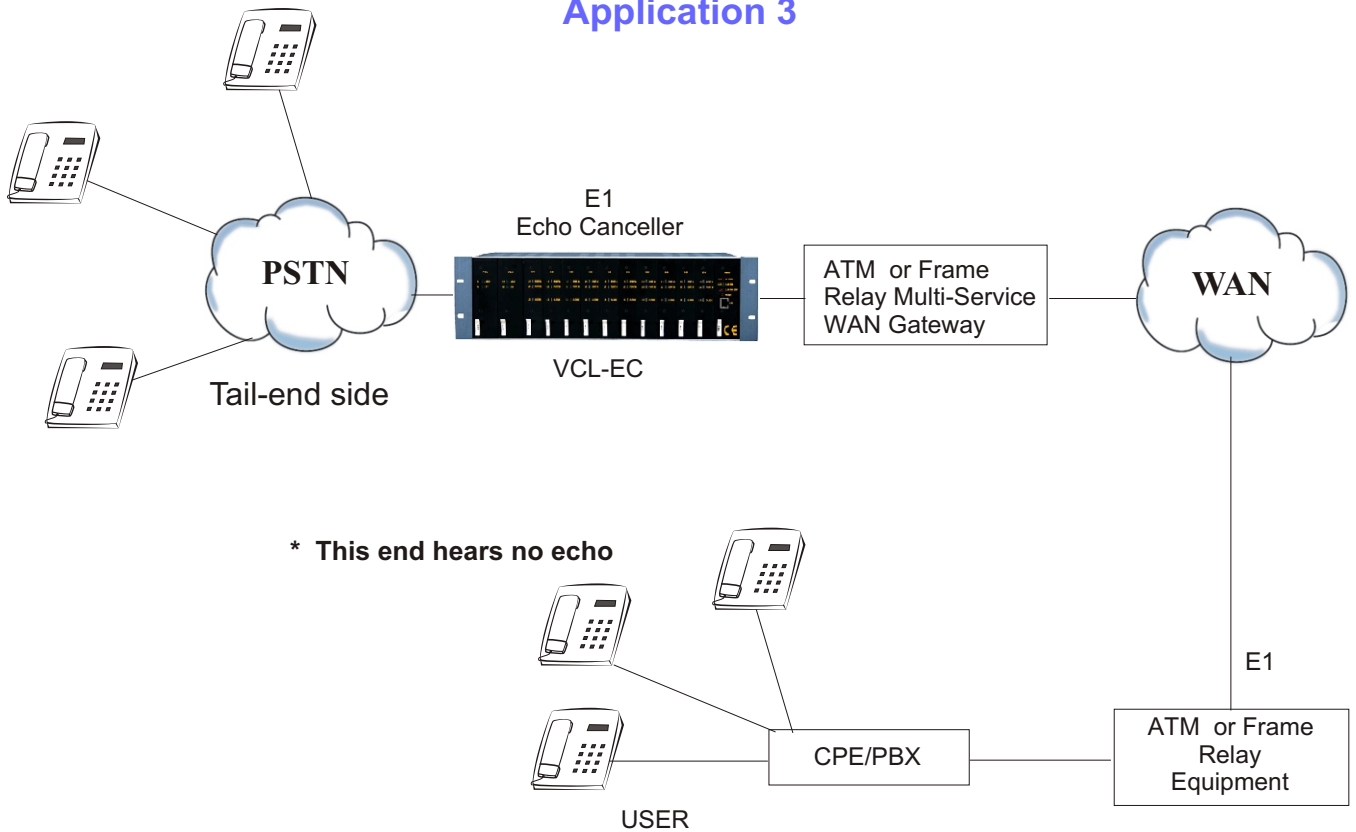 Application 3
E1
Echo Canceller
PSTN
ATM or Frame
Relay Multi-Service
WAN Gateway
WAN
CE
VCL-EC
Tail-end side
* This end hears no echo
E1
CPE/PBX
ATM or Frame
Relay
Equipment
USER